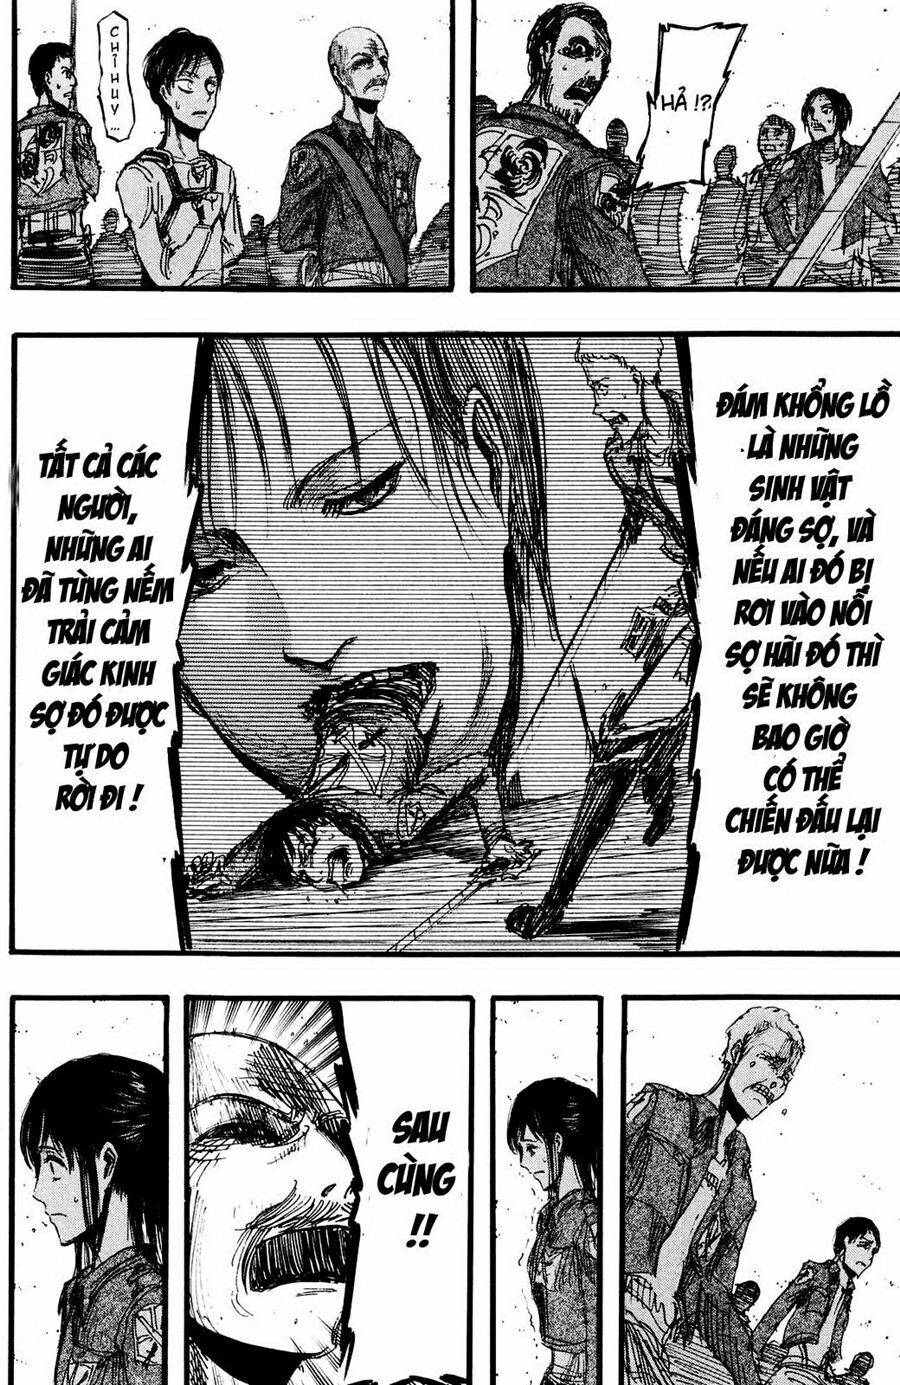 HẢ !?
CHỈ HUY
...
ĐÁM KHỔNG LỒ
LÀ NHỮNG
SINH VẬT
ĐÁNG SỢ, VÀ
NẾU AI ĐÓ BỊ
RƠI VÀO NỖI
SỢ HÃI ĐÓ THÌ
SẼ KHÔNG
BAO GIỜ
CÓ THỂ
CHIẾN ĐẤU LẠI
ĐƯỢC NỮA !
TẤT CẢ CÁC
NGƯỜI,
NHỮNG AI
ĐÃ TỪNG NẾM
TRẢI CẢM
GIÁC KINH
SỢ ĐÓ ĐƯỢC
TỰ DO
RỜI ĐI !
SAU
CÙNG
!!